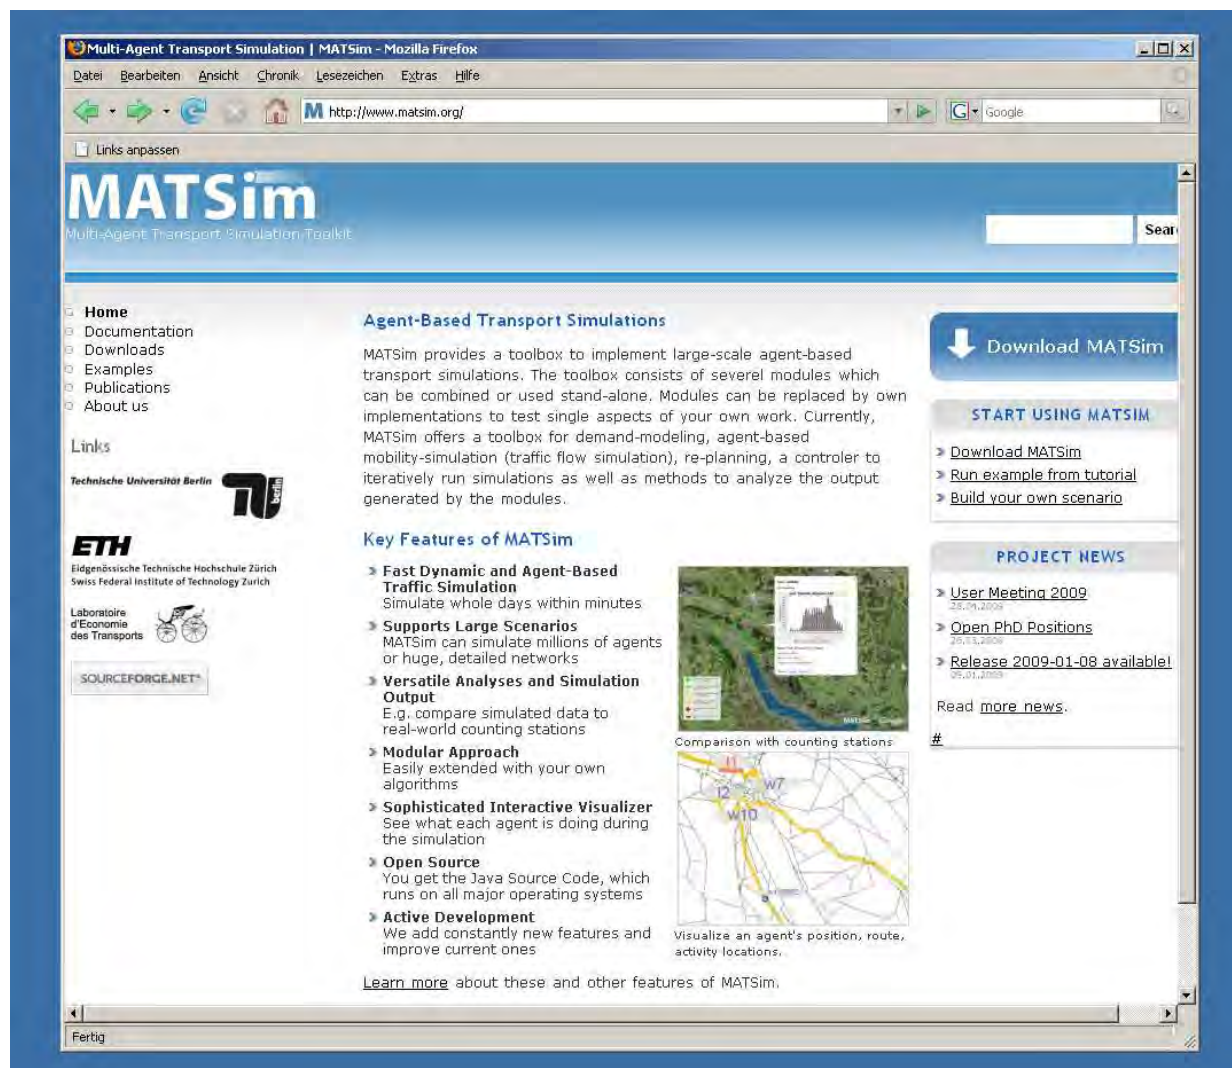 Multi-Agent Transport Simulation | MATSim - Mozilla Firefox
Datei Bearbeiten Ansicht Chronik Lesezeichen Extras Hilfe
http://www.matsim.org/
Google
Links anpassen
MATSim
Multi-Agent Transport Simulation Toolkit
Sear
Home
Documentation
Downloads
Examples
Publications
About us
Links
Technische Universität Berlin
berlin
ETH
Eidgenössische Technische Hochschule Zürich
Swiss Federal Institute of Technology Zurich
Laboratoire
d'Economie
des Transports
SOURCEFORGE.NET®
Agent-Based Transport Simulations
MATSim provides a toolbox to implement large-scale agent-based
transport simulations. The toolbox consists of severel modules which
can be combined or used stand-alone. Modules can be replaced by own
implementations to test single aspects of your own work. Currently,
MATSim offers a toolbox for demand-modeling, agent-based
mobility-simulation (traffic flow simulation), re-planning, a controler to
iteratively run simulations as well as methods to analyze the output
generated by the modules.
Key Features of MATSim
Fast Dynamic and Agent-Based
Traffic Simulation
Simulate whole days within minutes
Supports Large Scenarios
MATSim can simulate millions of agents
or huge, detailed networks
Versatile Analyses and Simulation
Output
E.g. compare simulated data to
real-world counting stations
Modular Approach
Easily extended with your own
algorithms
Sophisticated Interactive Visualizer
See what each agent is doing during
the simulation
Open Source
You get the Java Source Code, which
runs on all major operating systems
Active Development
We add constantly new features and
improve current ones
Comparison with counting stations
l1
l2
w7
w10
Visualize an agent's position, route,
activity locations.
Learn more about these and other features of MATSim.
Download MATSim
START USING MATSIM
Download MATSim
Run example from tutorial
Build your own scenario
PROJECT NEWS
User Meeting 2009
Open PhD Positions
Release 2009-01-08 available!
Read more news.
#
Fertig